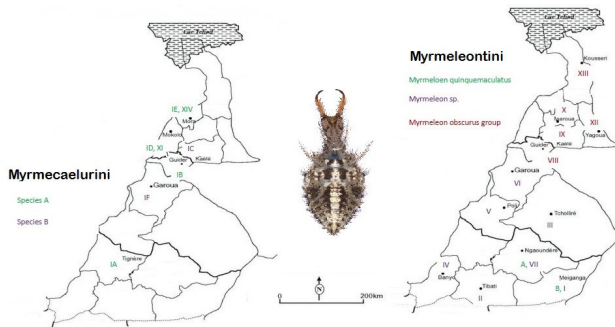 Lac Tchad
IE, XIV
Mora
Mokolo
ID, XI
IC
Guider
Kaélé
IB
Garoua
IF
IA
Tignère
Myrmecaelurini
Species A
Species B
N
0
200km
Myrmeleontini
Myrmeloen quinquemaculatus
Myrmeleon sp.
Myrmeleon obscurus group
Lac Tchad
Kousseri
XIII
X
Maroua
XII
IX
Yagoua
Guider
Kaélé
VIII
Garoua
VI
V
Poli
Tcholliré
III
Ngaoundéré
IV
A, VII
Banyo
Meiganga
Tibati
B, I
II